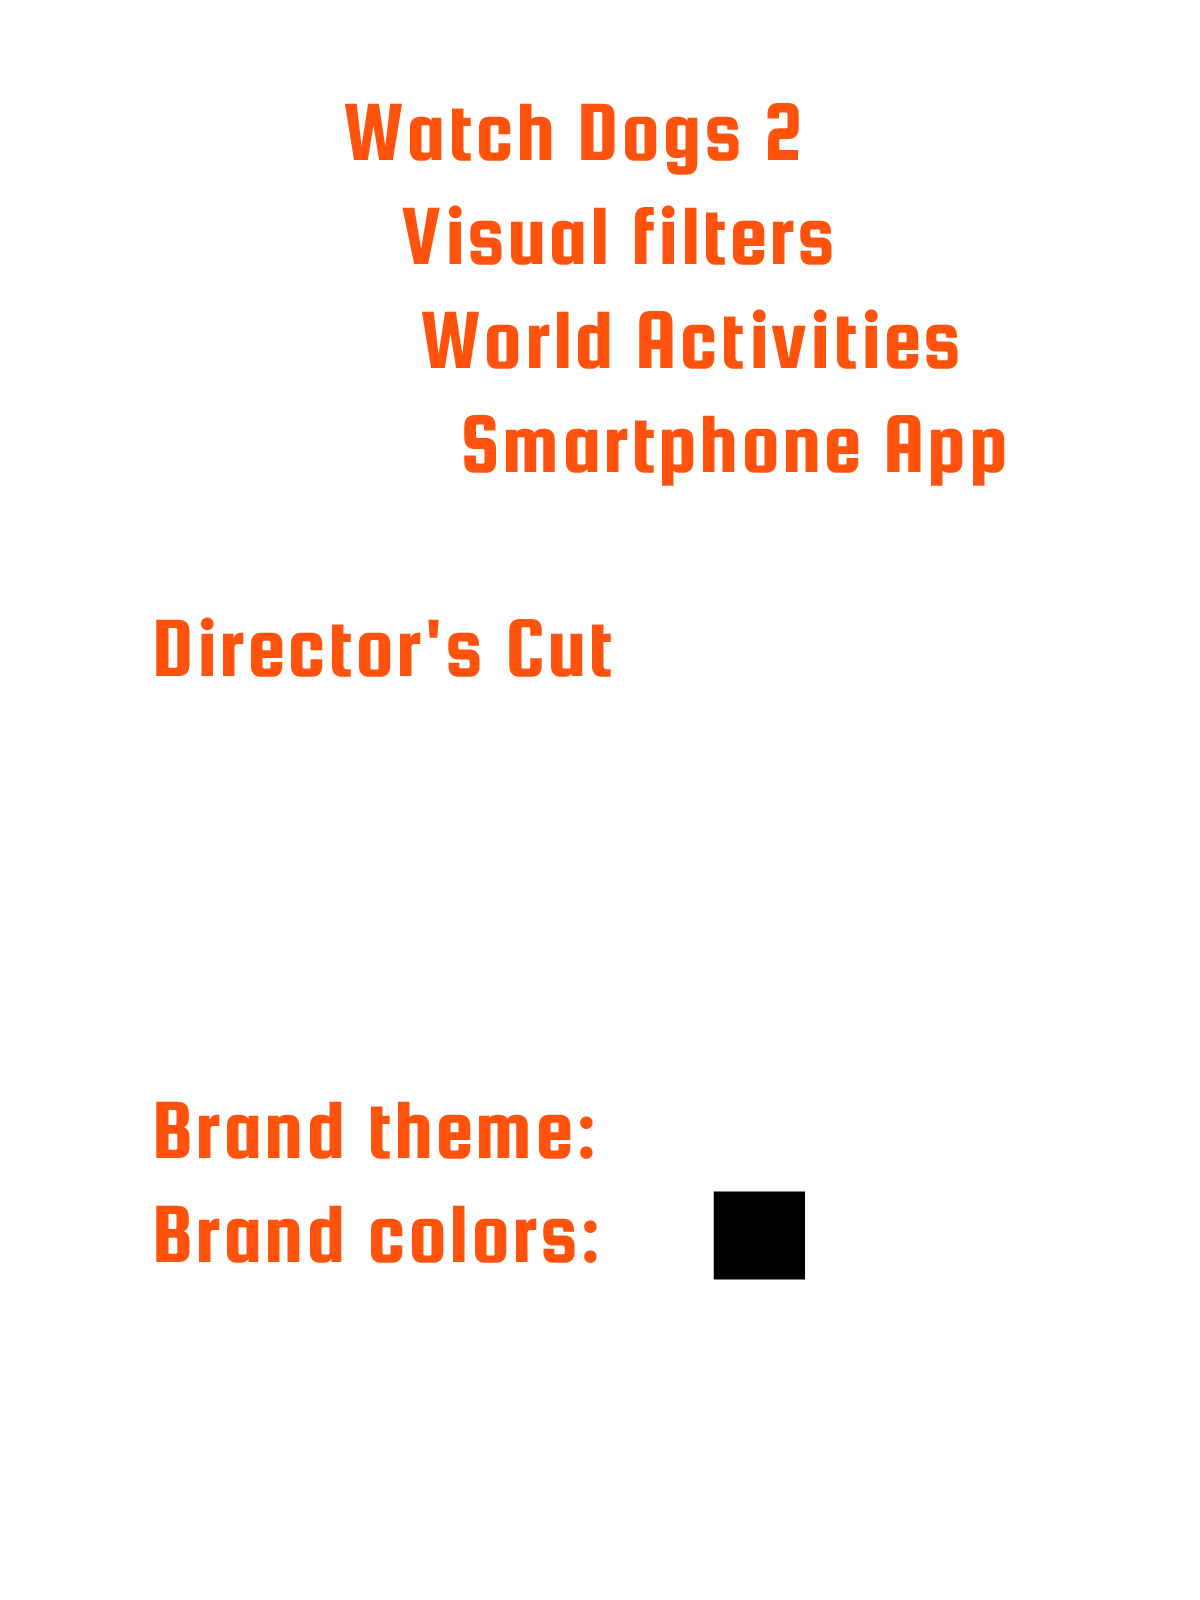 Watch Dogs 2
Visual filters
World Activities
Smartphone App
Director's Cut
Brand theme:
Brand colors: